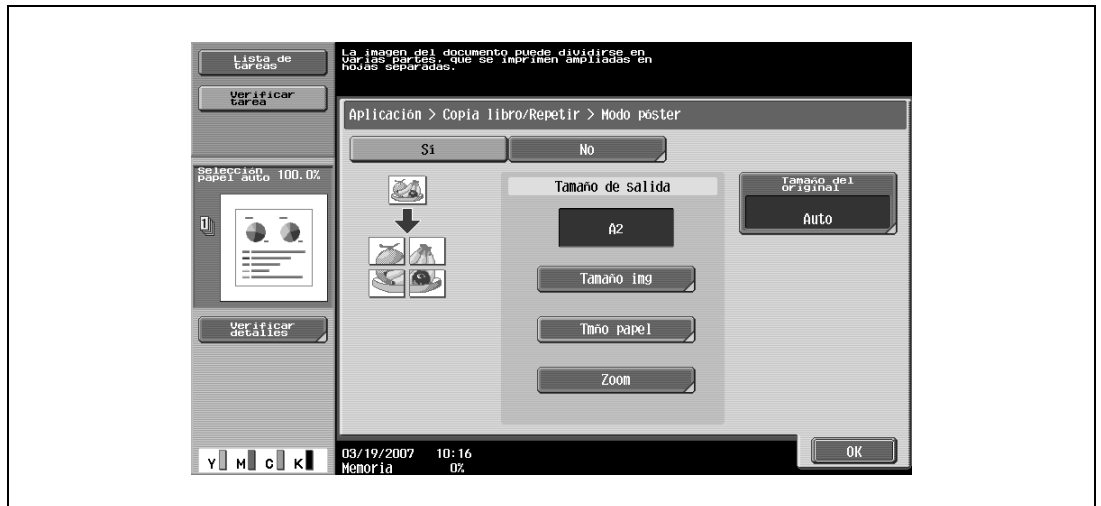 Lista de
tareas
La imagen del documento puede dividirse en
varias partes, que se imprimen ampliadas en
hojas separadas.
Verificar
tarea
Aplicación > Copia libro/Repetir > Modo póster
Sí
No
Selección
papel auto 100.0%
1
Tamaño de salida
A2
Tamaño img
Tmño papel
Zoom
Tamaño del
original
Auto
Verificar
detalles
Y M C K
03/19/2007 10:16
Memoria 0%
OK